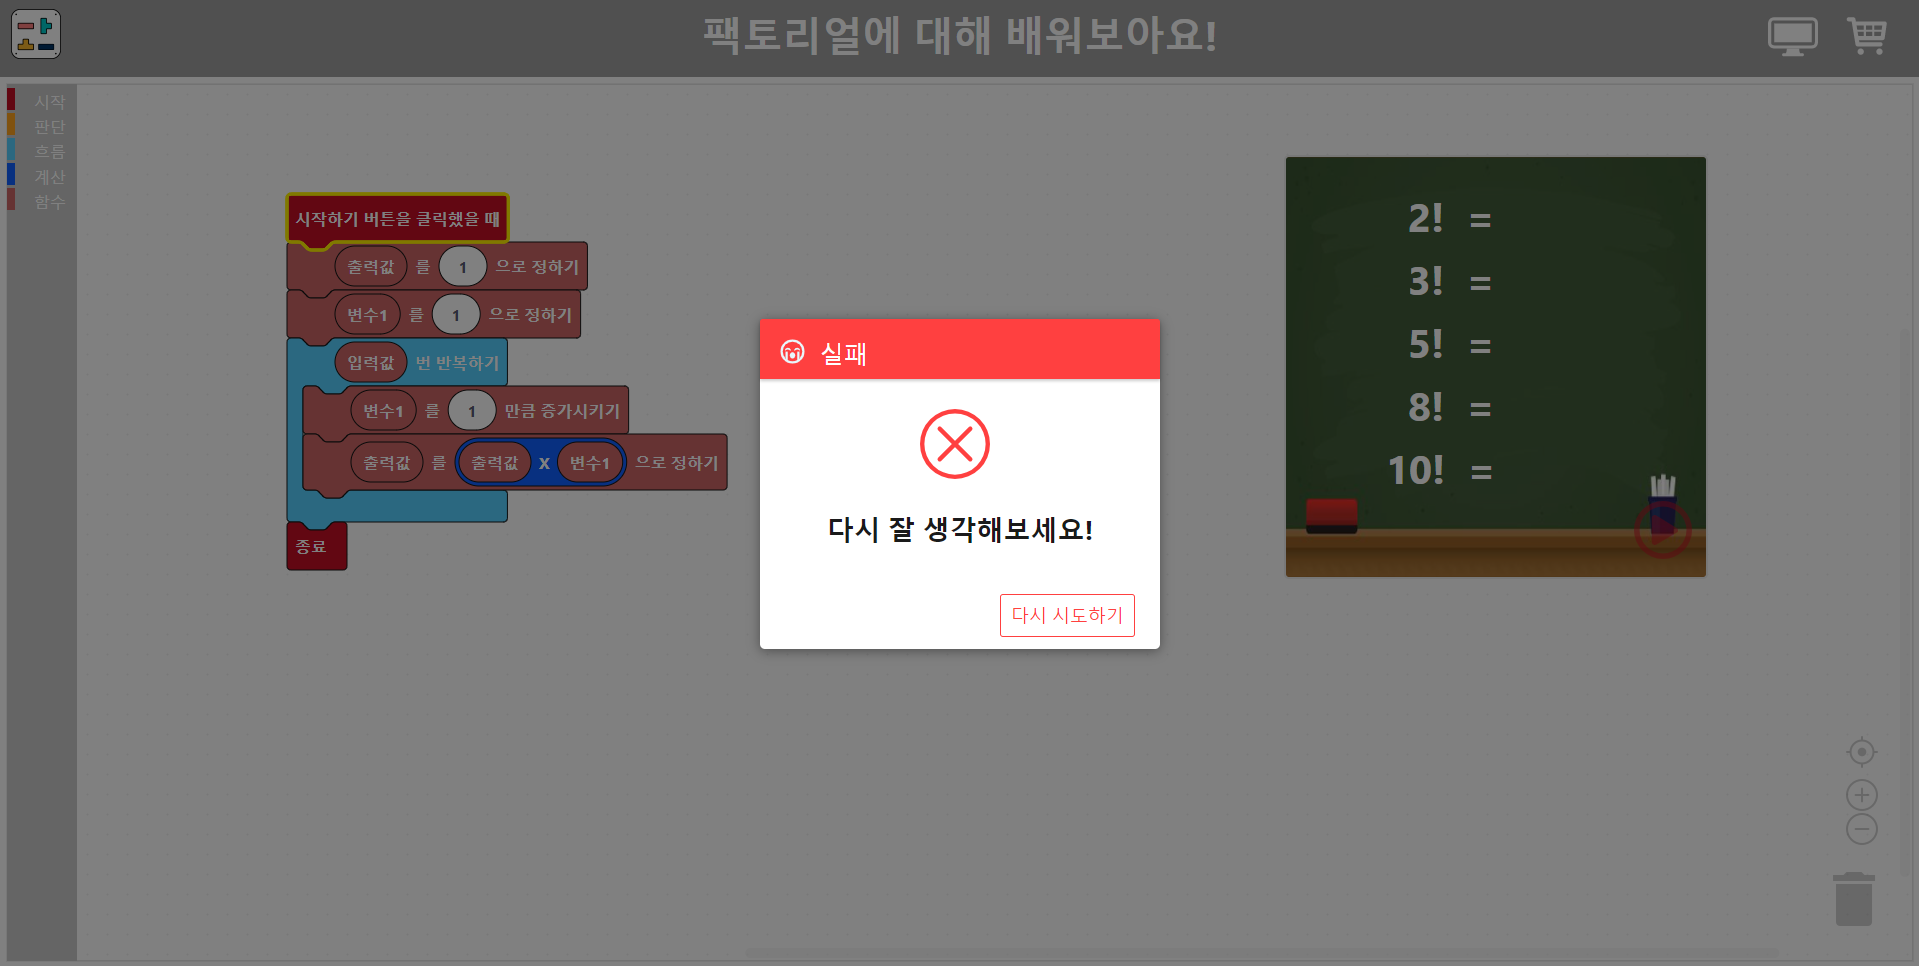 팩토리얼에 대해 배워보아요!
시작
판단
흐름
계산
함수
시작하기 버튼을 클릭했을 때
출력값 를 1 으로 정하기
변수1 를 1 으로 정하기
입력값 번 반복하기
변수1 를 1 만큼 증가시키기
출력값 를 출력값 x 변수1 으로 정하기
종료
실패
다시 잘 생각해보세요!
다시 시도하기
2! =
3! =
5! =
8! =
10! =